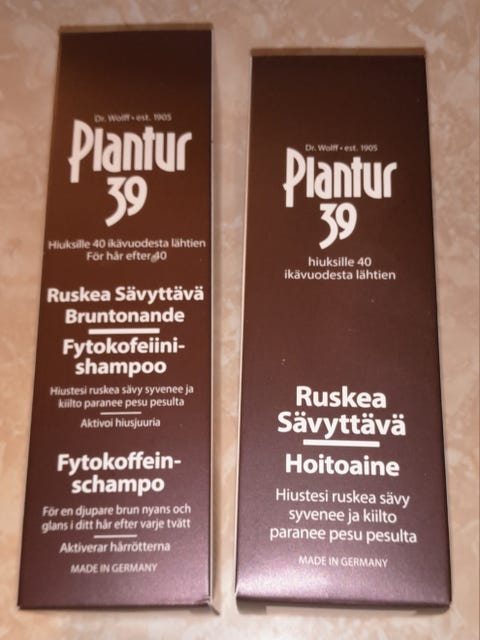 Dr. Wolff • est. 1905
Plantur
39
Hiuksille 40 ikävuodesta lähtien
För hår efter 40
Ruskea Sävyttävä
Bruntonande
Fytokofeiini-
shampoo
Hiustesi ruskea sävy syvenee ja
kiilto paranee pesu pesulta
Aktivoi hiusjuuria
Fytokoffein-
schampo
För en djupare brun nyans och
glans i ditt hår efter varje tvätt
Aktiverar hårrötterna
MADE IN GERMANY
Dr. Wolff • est. 1905
Plantur
39
hiuksille 40
ikävuodesta lähtien
Ruskea
Sävyttävä
Hoitoaine
Hiustesi ruskea sävy
syvenee ja kiilto
paranee pesu pesulta
MADE IN GERMANY